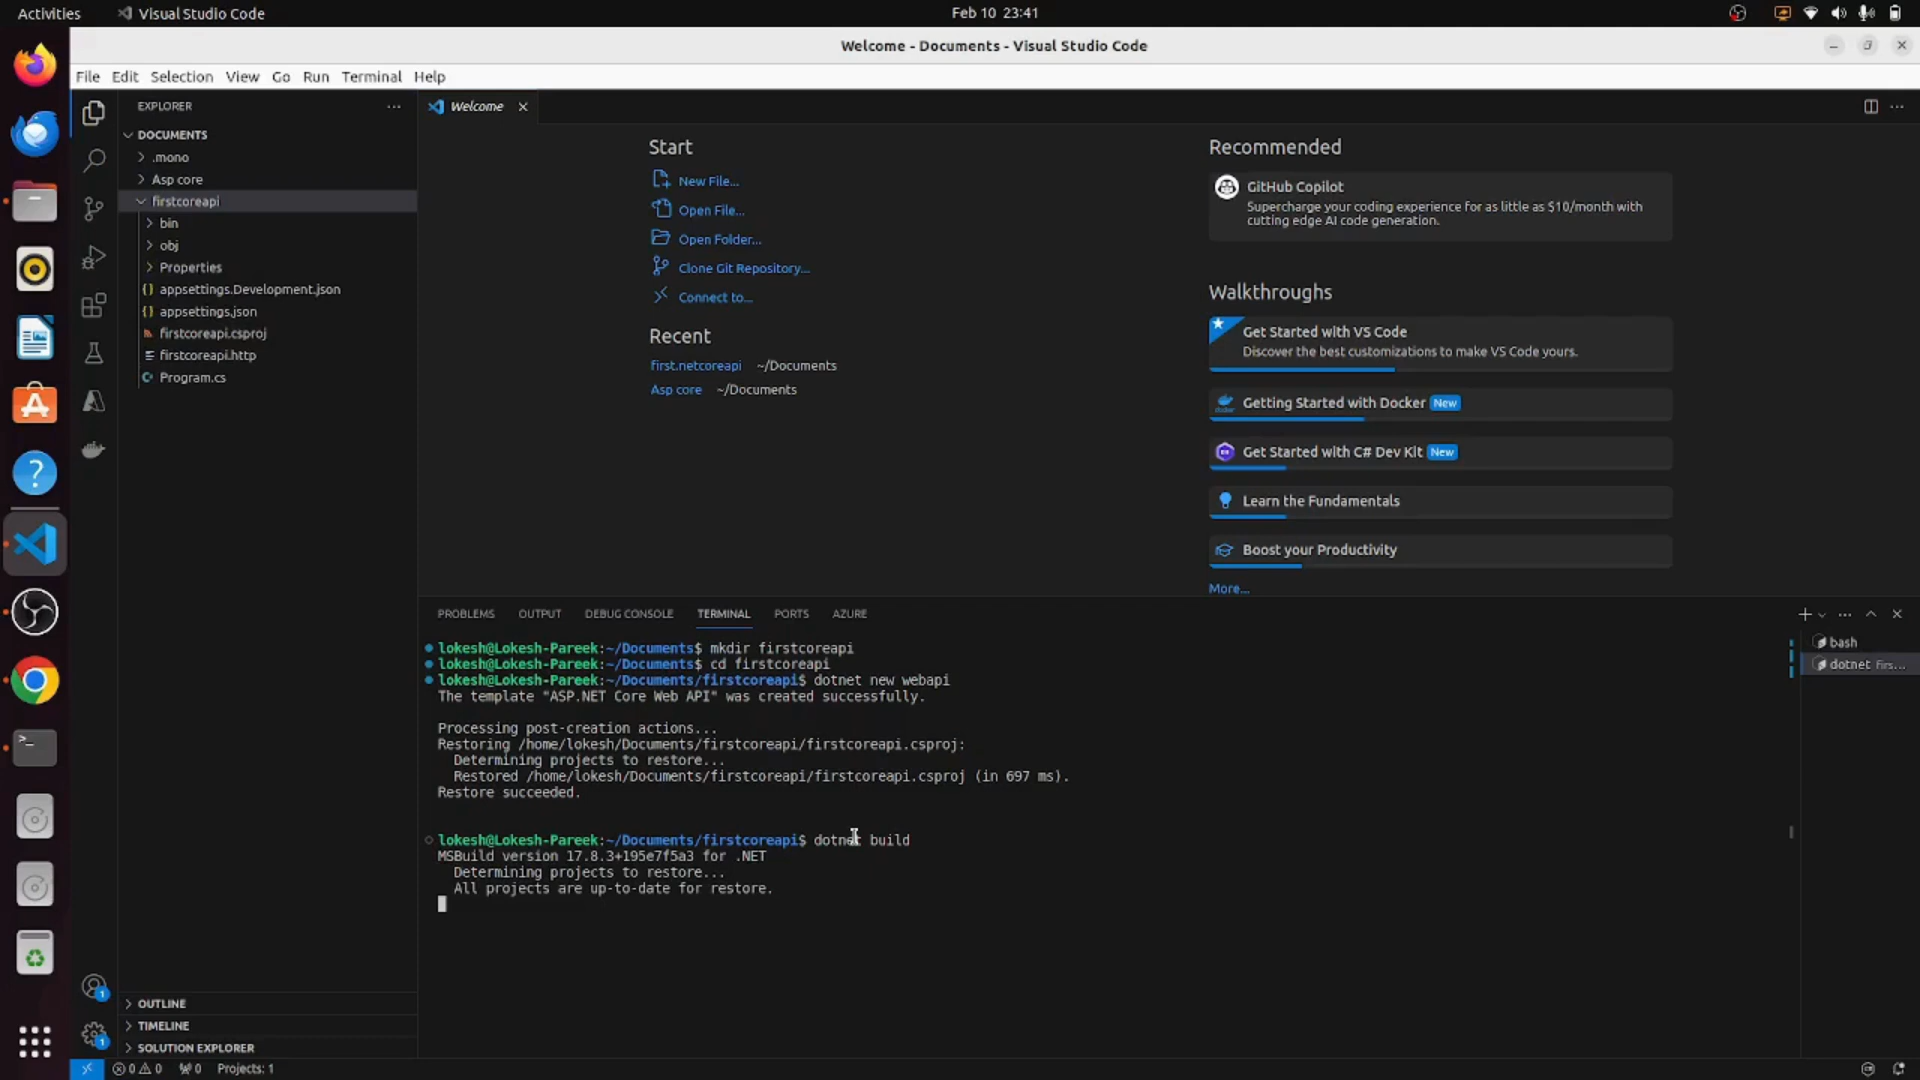 Activities
Visual Studio Code
Feb 10 23:41
Welcome - Documents - Visual Studio Code
File Edit Selection View Go Run Terminal Help
EXPLORER
DOCUMENTS
.mono
Asp core
firstcoreapi
bin
obj
Properties
appsettings.Development.json
appsettings.json
firstcoreapi.csproj
firstcoreapi.http
Program.cs
OUTLINE
TIMELINE
SOLUTION EXPLORER
Welcome
Start
New File...
Open File...
Open Folder...
Clone Git Repository...
Connect to...
Recent
first.netcoreapi ~/Documents
Asp core ~/Documents
Recommended
GitHub Copilot
Supercharge your coding experience for as little as $10/month with
cutting edge AI code generation.
Walkthroughs
Get Started with VS Code
Discover the best customizations to make VS Code yours.
Getting Started with Docker New
Get Started with C# Dev Kit New
Learn the Fundamentals
Boost your Productivity
More...
PROBLEMS OUTPUT DEBUG CONSOLE TERMINAL PORTS AZURE
lokesh@Lokesh-Pareek:~/Documents$ mkdir firstcoreapi
lokesh@Lokesh-Pareek:~/Documents$ cd firstcoreapi
lokesh@Lokesh-Pareek:~/Documents/firstcoreapi$ dotnet new webapi
The template "ASP.NET Core Web API" was created successfully.
Processing post-creation actions...
Restoring /home/lokesh/Documents/firstcoreapi/firstcoreapi.csproj:
Determining projects to restore...
Restored /home/lokesh/Documents/firstcoreapi/firstcoreapi.csproj (in 697 ms).
Restore succeeded.
lokesh@Lokesh-Pareek:~/Documents/firstcoreapi$ dotnet build
MSBuild version 17.8.3+195e7f5a3 for .NET
Determining projects to restore...
All projects are up-to-date for restore.
bash
dotnet firs...
0 0 0 Projects: 1